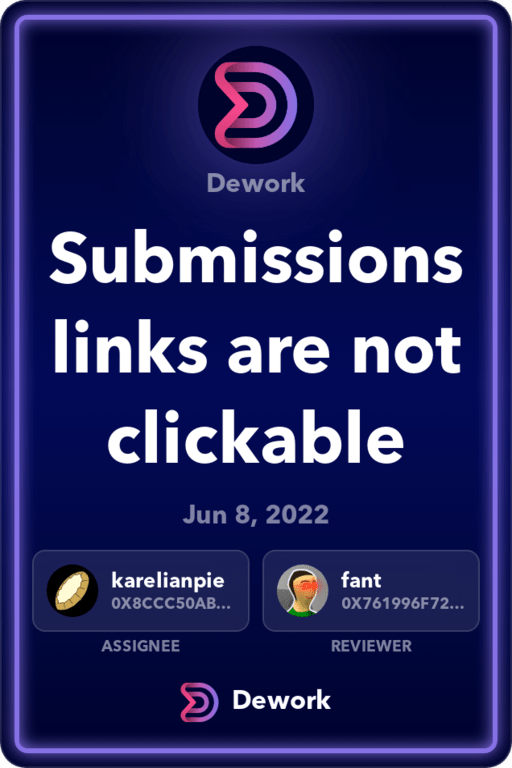 Dework
Submissions
links are not
clickable
Jun 8, 2022
karelianpie
0X8CCC50AB...
fant
0X761996F72...
ASSIGNEE
REVIEWER
Dework